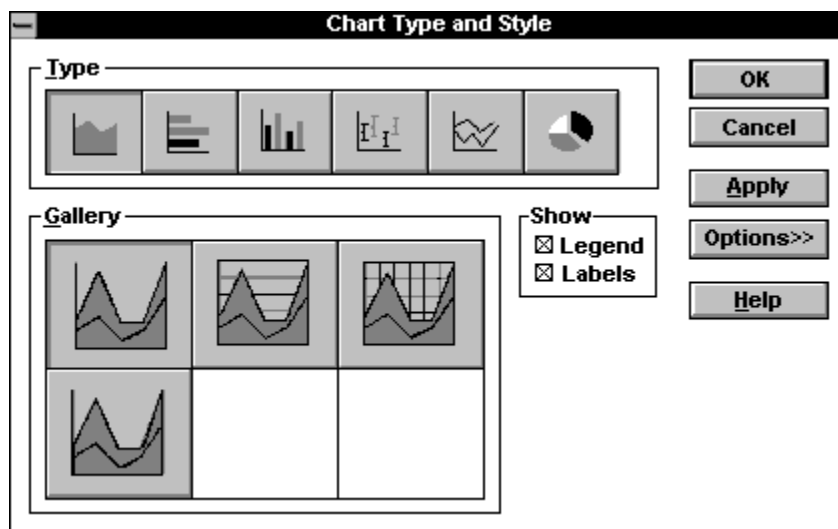 Chart Type and Style
Type
OK
Cancel
Apply
Options>>
Help
Gallery
Show
Legend
Labels